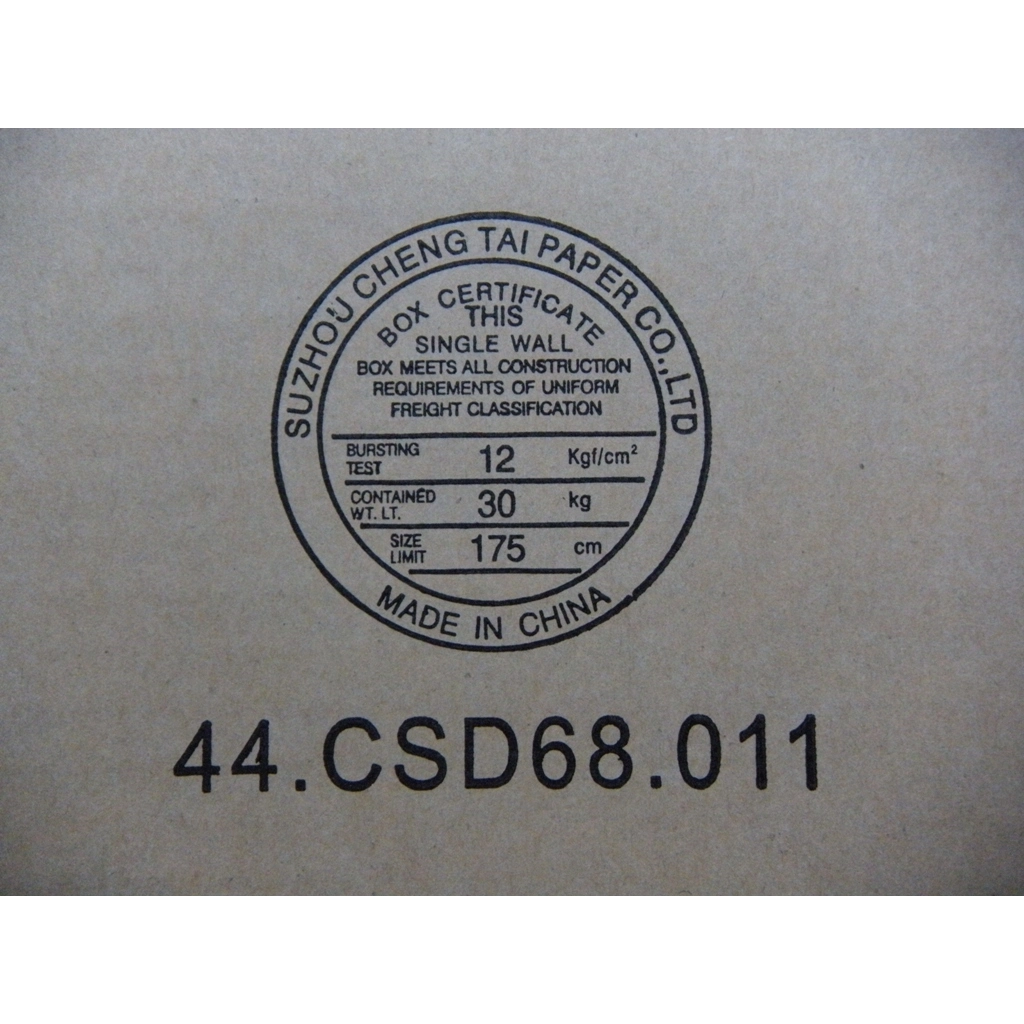 SUZHOU CHENG TAI PAPER CO.,LTD
BOX CERTIFICATE
THIS
SINGLE WALL
BOX MEETS ALL CONSTRUCTION
REQUIREMENTS OF UNIFORM
FREIGHT CLASSIFICATION
BURSTING TEST 12 Kgf/cm²
CONTAINED WT. LT. 30 kg
SIZE LIMIT 175 cm
MADE IN CHINA
44.CSD68.011